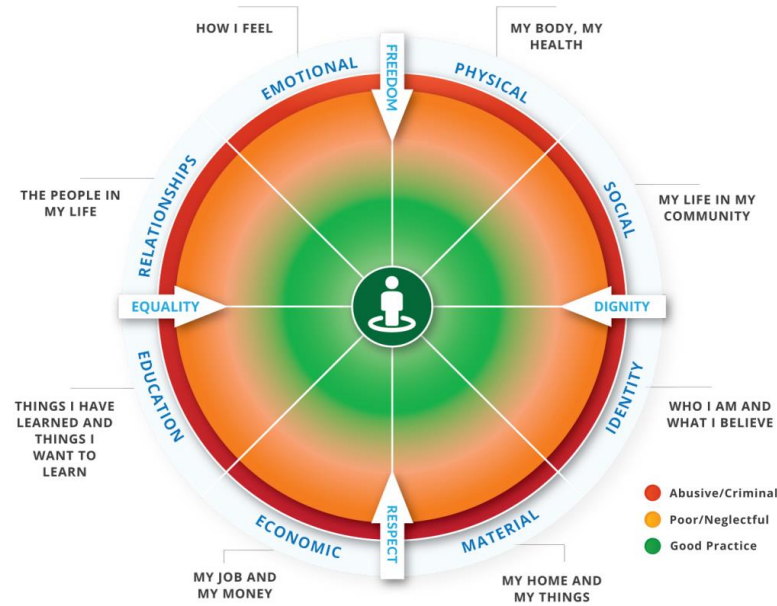 HOW I FEEL
MY BODY, MY
HEALTH
FREEDOM
EMOTIONAL
PHYSICAL
RELATIONSHIPS
SOCIAL
THE PEOPLE IN
MY LIFE
MY LIFE IN MY
COMMUNITY
EQUALITY
DIGNITY
EDUCATION
IDENTITY
THINGS I HAVE
LEARNED AND
THINGS I
WANT TO
LEARN
WHO I AM AND
WHAT I BELIEVE
ECONOMIC
RESPECT
MATERIAL
Abusive/Criminal
Poor/Neglectful
Good Practice
MY JOB AND
MY MONEY
MY HOME AND
MY THINGS